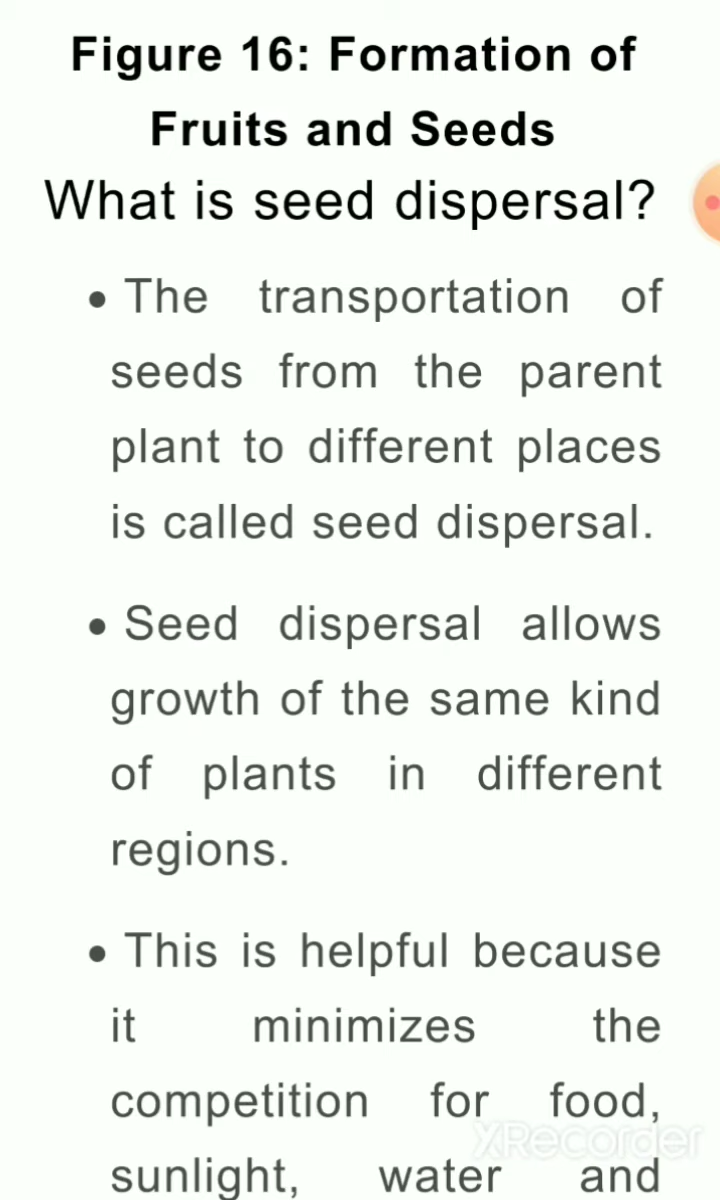 Figure 16: Formation of
Fruits and Seeds
What is seed dispersal?
• The transportation of
seeds from the parent
plant to different places
is called seed dispersal.
• Seed dispersal allows
growth of the same kind
of plants in different
regions.
• This is helpful because
it minimizes the
competition for food,
XRecorder
sunlight, water and